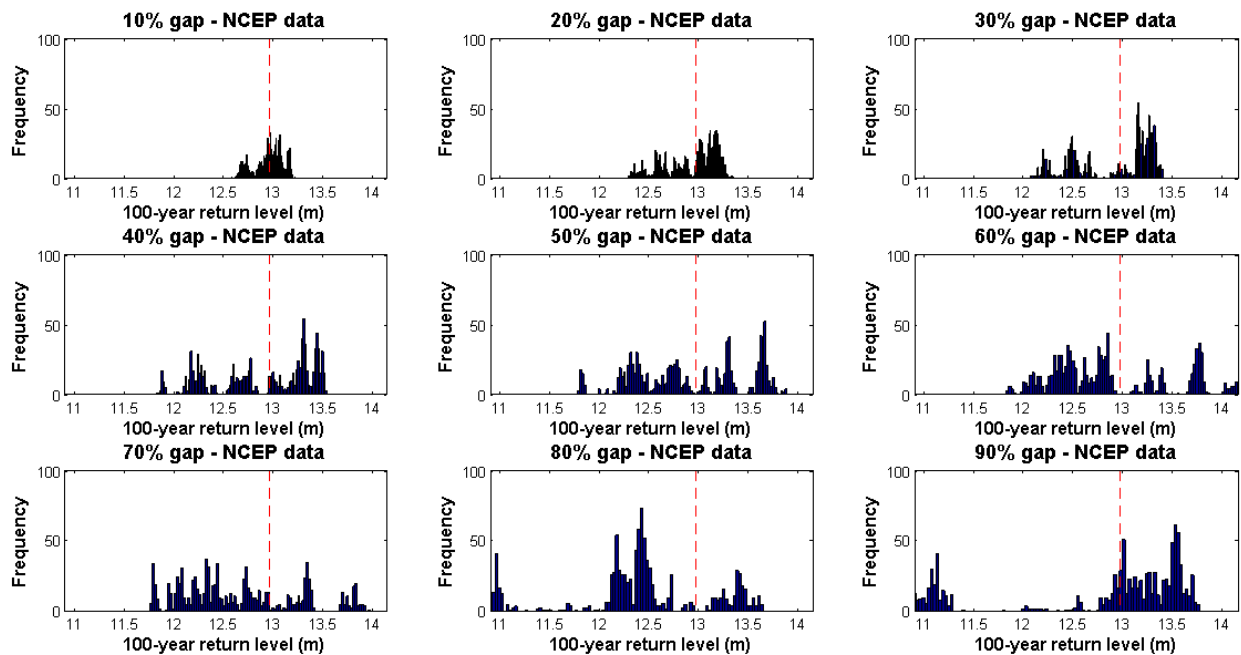 10% gap - NCEP data
100
50
0
Frequency
11 11.5 12 12.5 13 13.5 14
100-year return level (m)
20% gap - NCEP data
100
50
0
Frequency
11 11.5 12 12.5 13 13.5 14
100-year return level (m)
30% gap - NCEP data
100
50
0
Frequency
11 11.5 12 12.5 13 13.5 14
100-year return level (m)
40% gap - NCEP data
100
50
0
Frequency
11 11.5 12 12.5 13 13.5 14
100-year return level (m)
50% gap - NCEP data
100
50
0
Frequency
11 11.5 12 12.5 13 13.5 14
100-year return level (m)
60% gap - NCEP data
100
50
0
Frequency
11 11.5 12 12.5 13 13.5 14
100-year return level (m)
70% gap - NCEP data
100
50
0
Frequency
11 11.5 12 12.5 13 13.5 14
100-year return level (m)
80% gap - NCEP data
100
50
0
Frequency
11 11.5 12 12.5 13 13.5 14
100-year return level (m)
90% gap - NCEP data
100
50
0
Frequency
11 11.5 12 12.5 13 13.5 14
100-year return level (m)